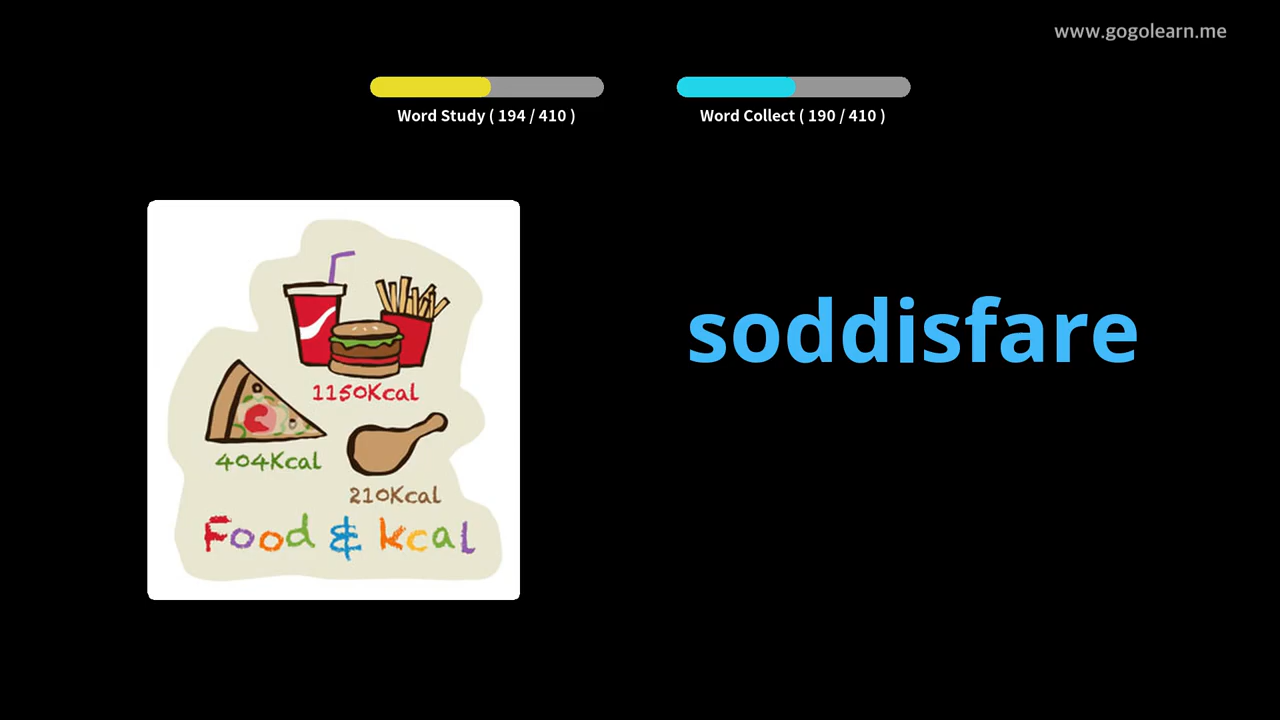 www.gogolearn.me
Word Study ( 194 / 410 )
Word Collect ( 190 / 410 )
soddisfare
1150Kcal
404Kcal
210Kcal
Food & kcal